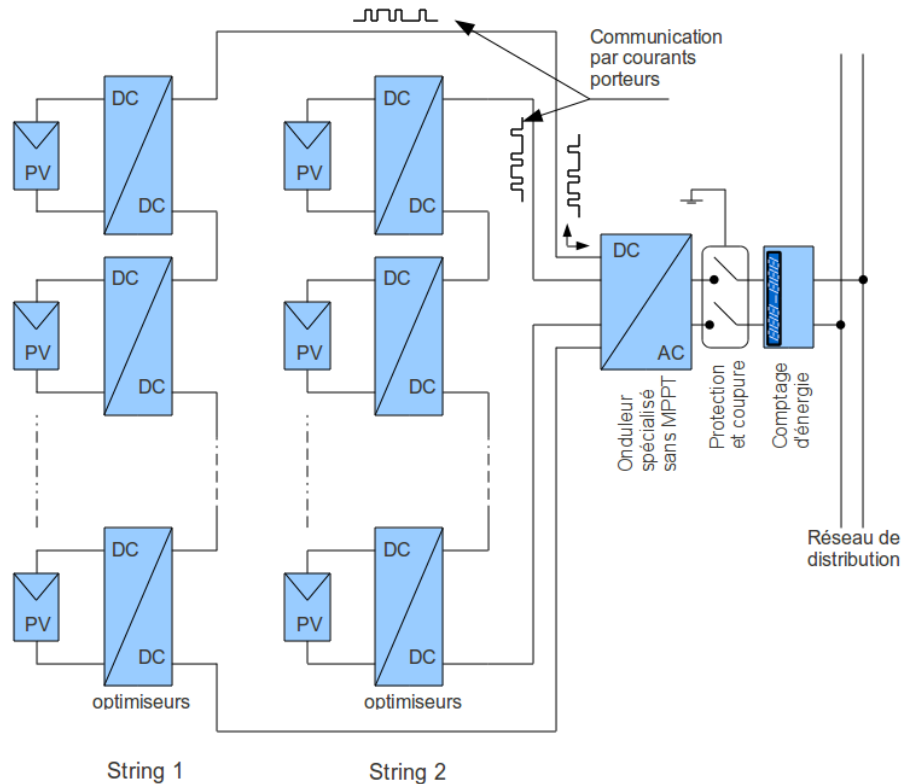 Communication
par courants
porteurs
DC
DC
PV
DC
DC
PV
DC
DC
PV
DC
DC
PV
DC
AC
Onduleur
spécialisé
sans MPPT
Protection
et coupure
Comptage
d'énergie
Réseau de
distribution
DC
DC
PV
DC
DC
PV
optimiseurs
optimiseurs
String 1
String 2